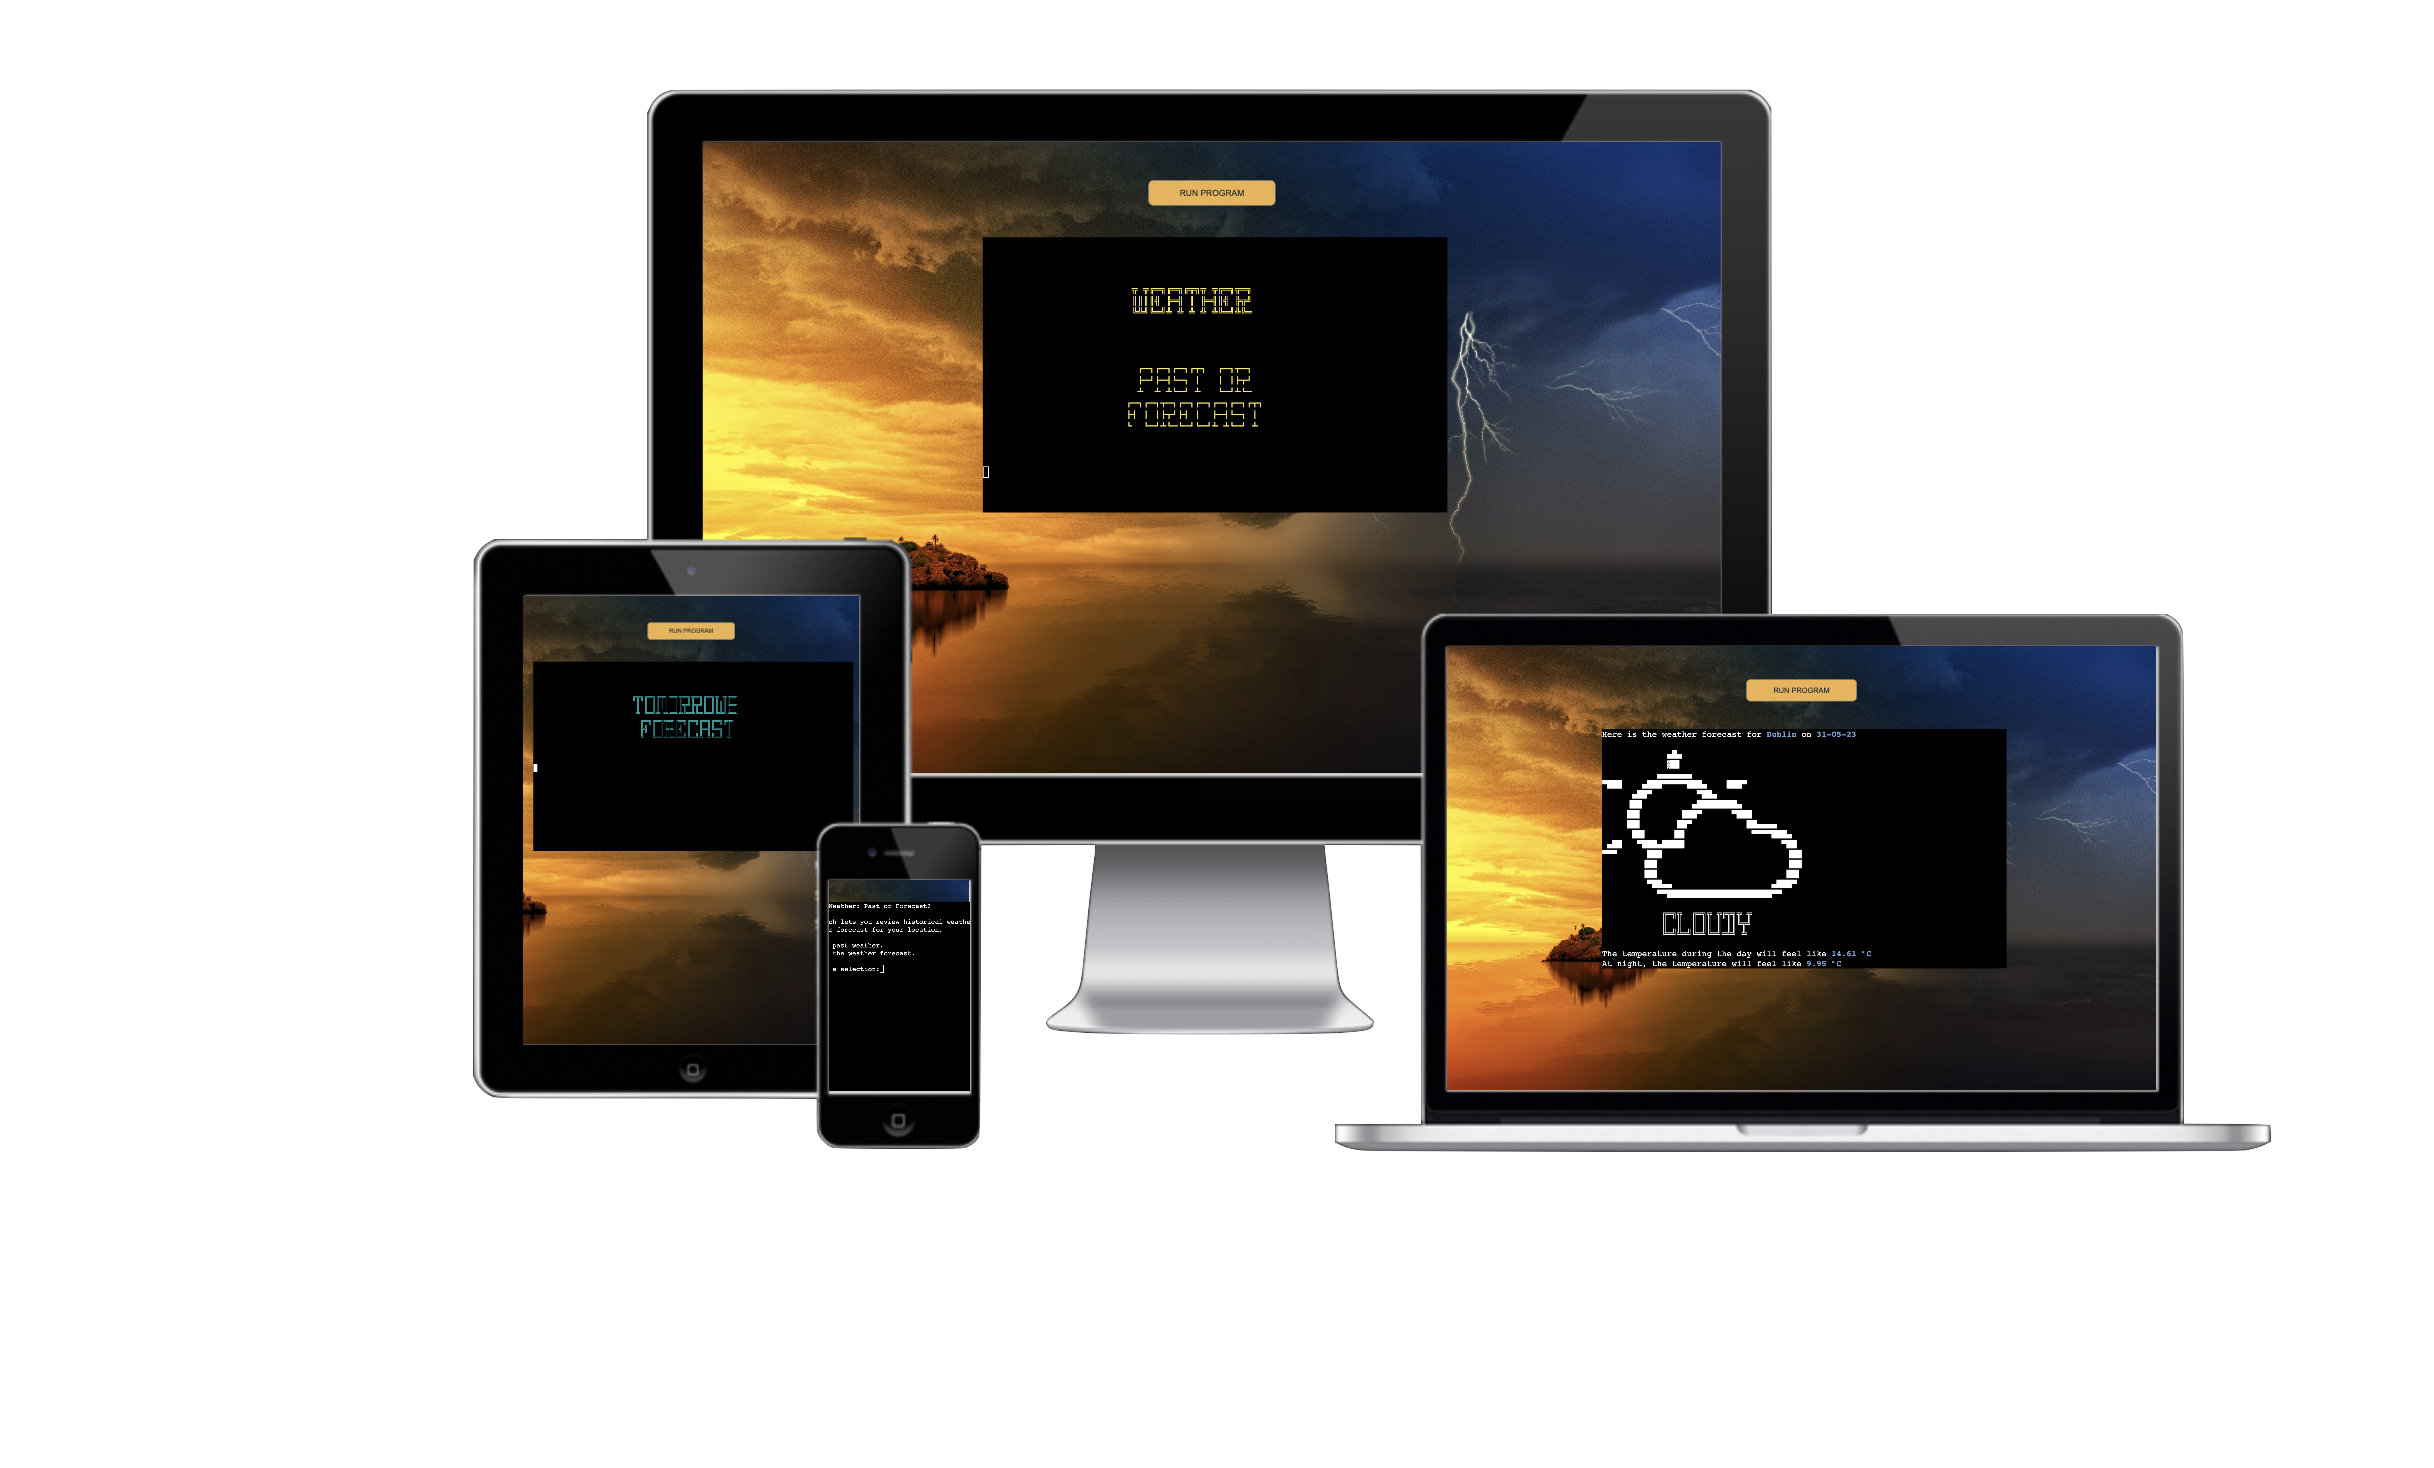 RUN PROGRAM
WEATHER
PAST OR
FORECAST
RUN PROGRAM
TOMORROWS
FORECAST
Weather: Past or Forecast?
ch lets you review historical weathe
r forecast for your location.
past weather.
the weather forecast.
e selection:
RUN PROGRAM
Here is the weather forecast for Dublin on 31-05-23
CLOUDY
The temperature during the day will feel like 14.61 °C
At night, the temperature will feel like 9.95 °C